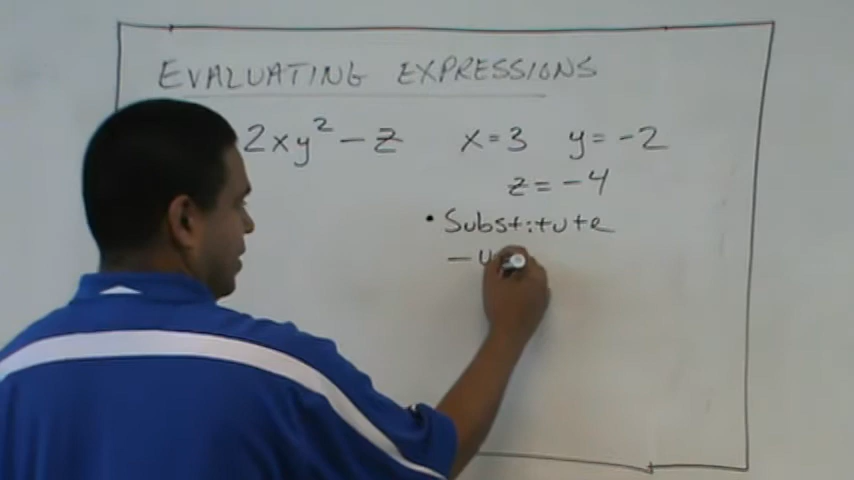 EVALUATING EXPRESSIONS
2xy² – z x = 3 y = -2
z = -4
• Substitute